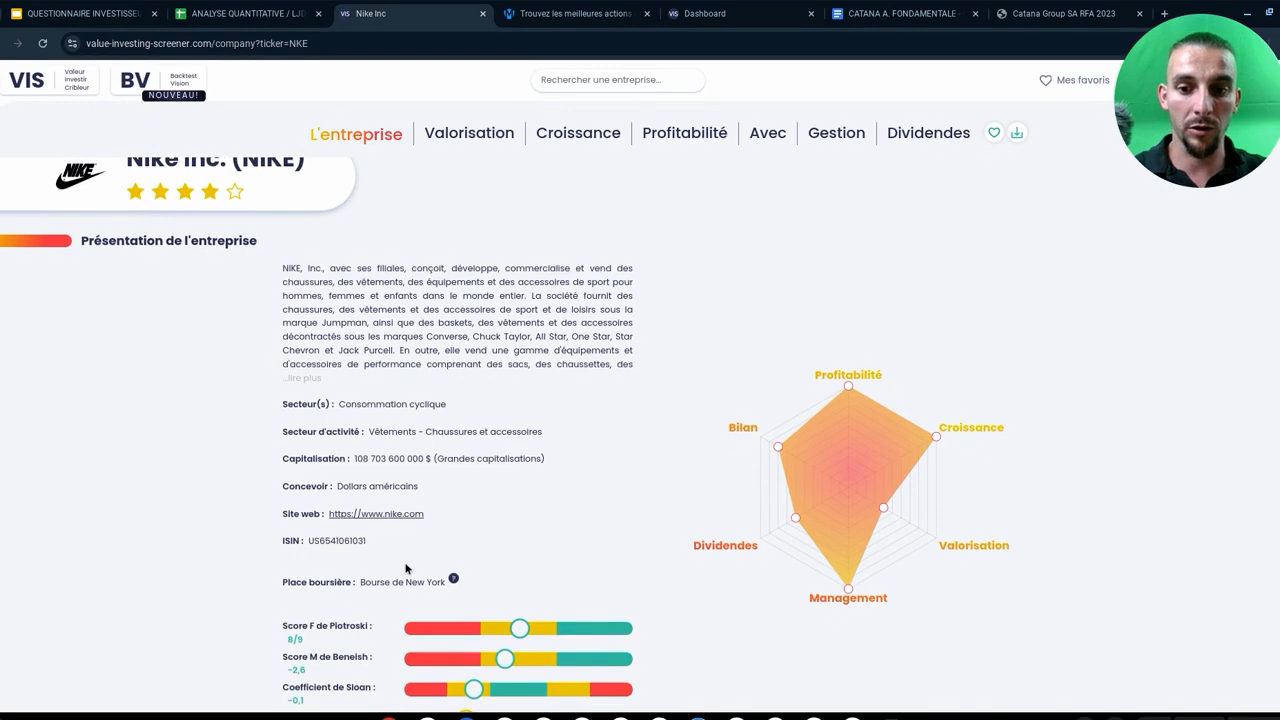 QUESTIONNAIRE INVESTISSEU
ANALYSE QUANTITATIVE / LJD
VIS Nike Inc
Trouvez les meilleures actions
VIS Dashboard
CATANA A. FONDAMENTALE -
Catana Group SA RFA 2023
value-investing-screener.com/company?ticker=NKE
VIS
Valeur
Investir
Cribleur
BV
Backtest
Vision
NOUVEAU!
Rechercher une entreprise...
Mes favoris
L'entreprise
Valorisation
Croissance
Profitabilité
Avec
Gestion
Dividendes
NIKE
Nike Inc. (NIKE)
Présentation de l'entreprise
NIKE, Inc., avec ses filiales, conçoit, développe, commercialise et vend des
chaussures, des vêtements, des équipements et des accessoires de sport pour
hommes, femmes et enfants dans le monde entier. La société fournit des
chaussures, des vêtements et des accessoires de sport et de loisirs sous la
marque Jumpman, ainsi que des baskets, des vêtements et des accessoires
décontractés sous les marques Converse, Chuck Taylor, All Star, One Star, Star
Chevron et Jack Purcell. En outre, elle vend une gamme d'équipements et
d'accessoires de performance comprenant des sacs, des chaussettes, des
...lire plus
Secteur(s) : Consommation cyclique
Secteur d'activité : Vêtements - Chaussures et accessoires
Capitalisation : 108 703 600 000 $ (Grandes capitalisations)
Concevoir : Dollars américains
Site web : https://www.nike.com
ISIN : US6541061031
Place boursière : Bourse de New York ?
Score F de Piotroski :
8/9
Score M de Beneish :
-2,6
Coefficient de Sloan :
-0,1
Profitabilité
Bilan
Croissance
Dividendes
Valorisation
Management